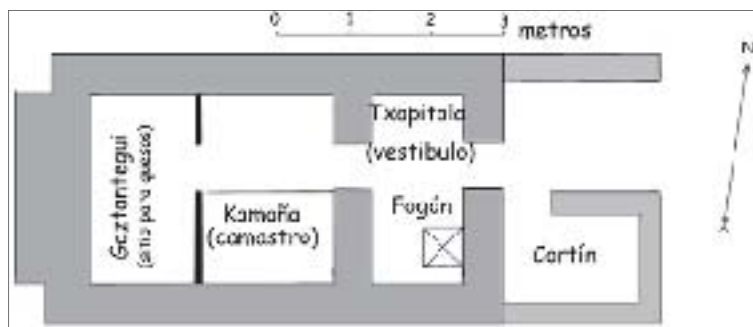 0 1 2 3
metros
N
Txapitala
(vestíbulo)
Gaztantegui
(sitio para quesos)
Kamaña
(camastro)
Fogón
Cortín